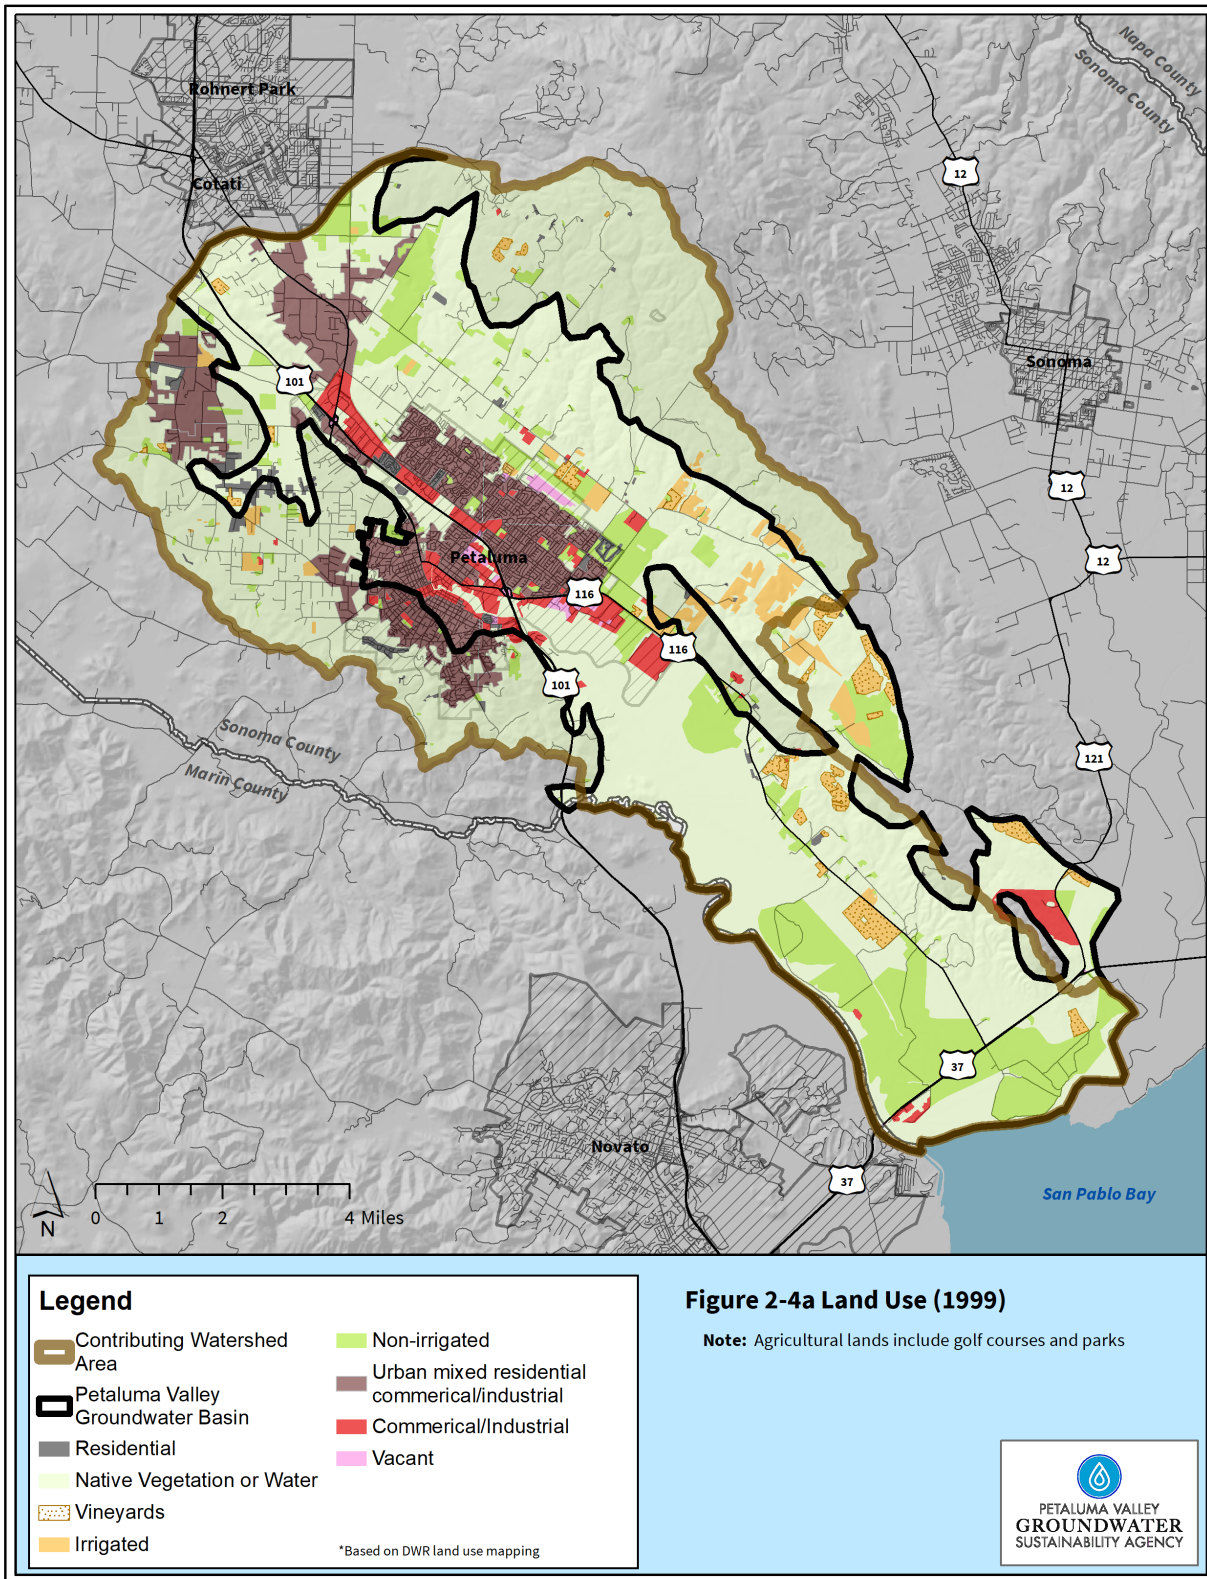 Napa County
Sonoma County
Rohnert Park
12
Cotati
Sonoma
101
12
Petaluma
12
116
116
101
Sonoma County
Marin County
121
37
Novato
37
San Pablo Bay
N
0 1 2 4 Miles
Legend
Contributing Watershed
Area
Petaluma Valley
Groundwater Basin
Residential
Native Vegetation or Water
Vineyards
Irrigated
Non-irrigated
Urban mixed residential
commerical/industrial
Commerical/Industrial
Vacant
*Based on DWR land use mapping
Figure 2-4a Land Use (1999)
Note: Agricultural lands include golf courses and parks
PETALUMA VALLEY
GROUNDWATER
SUSTAINABILITY AGENCY